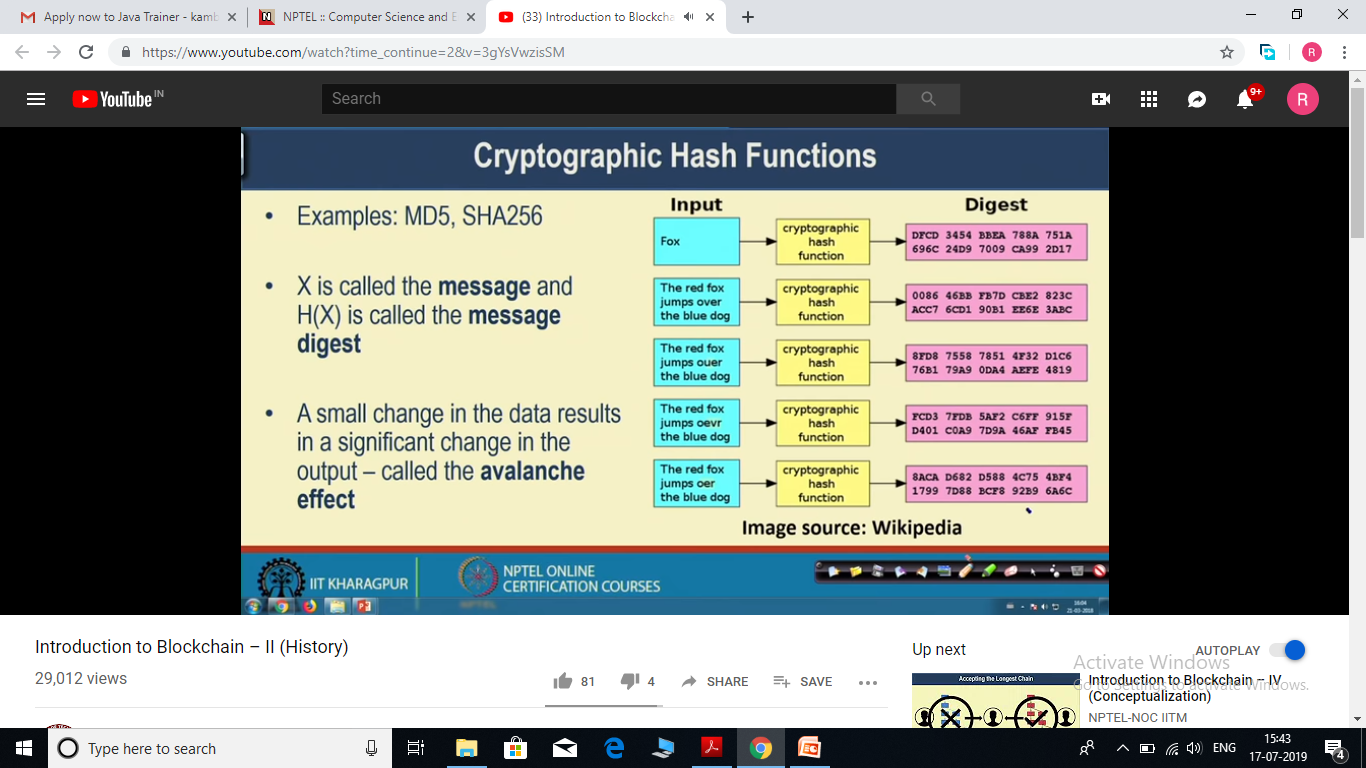 Apply now to Java Trainer - kamb
NPTEL :: Computer Science and E
(33) Introduction to Blockcha
https://www.youtube.com/watch?time_continue=2&v=3gYsVwzisSM
R
YouTube IN
Search
9+
R
Cryptographic Hash Functions
• Examples: MD5, SHA256
• X is called the message and
H(X) is called the message
digest
• A small change in the data results
in a significant change in the
output – called the avalanche
effect
Input
Digest
Fox
cryptographic
hash
function
DFCD 3454 BBEA 788A 751A
696C 24D9 7009 CA99 2D17
The red fox
jumps over
the blue dog
cryptographic
hash
function
0086 46BB FB7D CBE2 823C
ACC7 6CD1 90B1 EE6E 3ABC
The red fox
jumps ouer
the blue dog
cryptographic
hash
function
8FD8 7558 7851 4F32 D1C6
76B1 79A9 0DA4 AEFE 4819
The red fox
jumps oevr
the blue dog
cryptographic
hash
function
FCD3 7FDB 5AF2 C6FF 915F
D401 C0A9 7D9A 46AF FB45
The red fox
jumps oer
the blue dog
cryptographic
hash
function
8ACA D682 D588 4C75 4BF4
1799 7D88 BCF8 92B9 6A6C
Image source: Wikipedia
IIT KHARAGPUR
NPTEL ONLINE
CERTIFICATION COURSES
NPTEL
Introduction to Blockchain – II (History)
29,012 views
81
4
SHARE
SAVE
Up next
AUTOPLAY
Activate Windows
Go to Settings to activate Windows.
Accepting the Longest Chain
Introduction to Blockchain – IV
(Conceptualization)
NPTEL-NOC IITM
Type here to search
ENG
15:43
17-07-2019
4